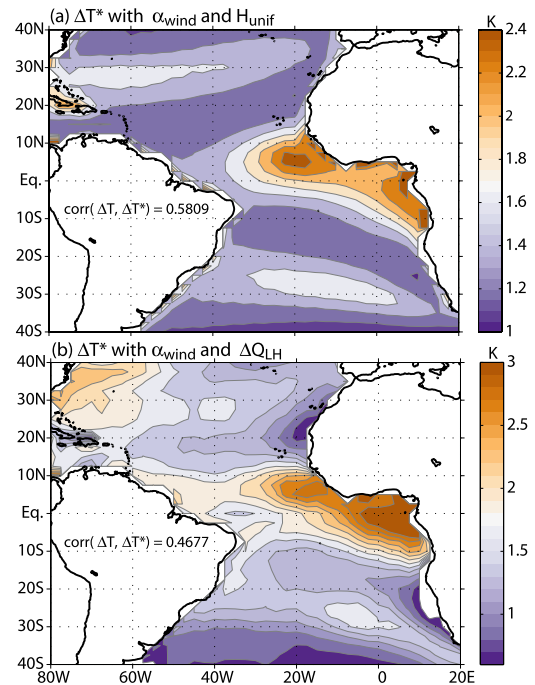 (a) ΔT* with α_wind and H_unif
K
40N
30N
20N
10N
Eq.
10S
20S
30S
40S
corr( ΔT, ΔT*) = 0.5809
2.4
2.2
2
1.8
1.6
1.4
1.2
1
(b) ΔT* with α_wind and ΔQ_LH
K
40N
30N
20N
10N
Eq.
10S
20S
30S
40S
corr( ΔT, ΔT*) = 0.4677
3
2.5
2
1.5
1
80W 60W 40W 20W 0 20E